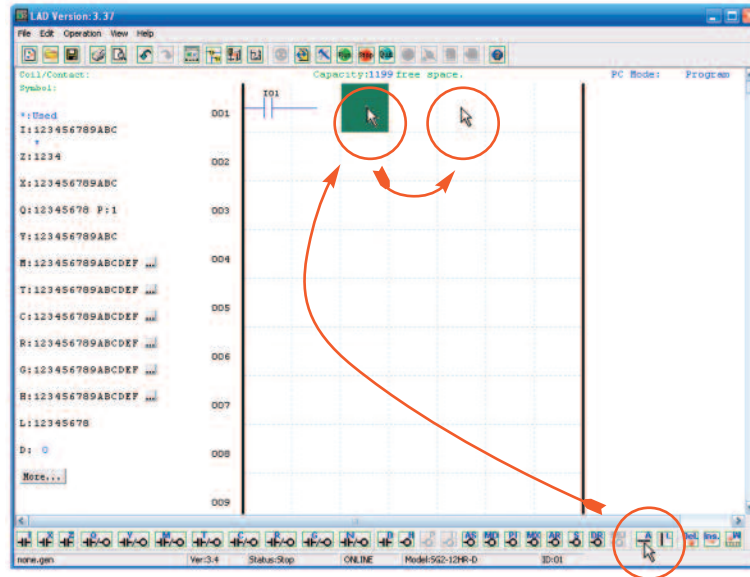 LAD Version:3.37
File Edit Operation View Help
Coil/Contact:
Capacity:1199 free space.
PC Mode: Program
Symbol:
*:Used
I:123456789ABC
*
Z:1234
X:123456789ABC
Q:12345678 P:1
Y:123456789ABC
M:123456789ABCDEF ...
T:123456789ABCDEF ...
C:123456789ABCDEF ...
R:123456789ABCDEF ...
G:123456789ABCDEF ...
H:123456789ABCDEF ...
L:12345678
D: 0
More...
I01
001
002
003
004
005
006
007
008
009
none.gen Ver:3.4 Status:Stop ONLINE Model:SG2-12HR-D ID:01